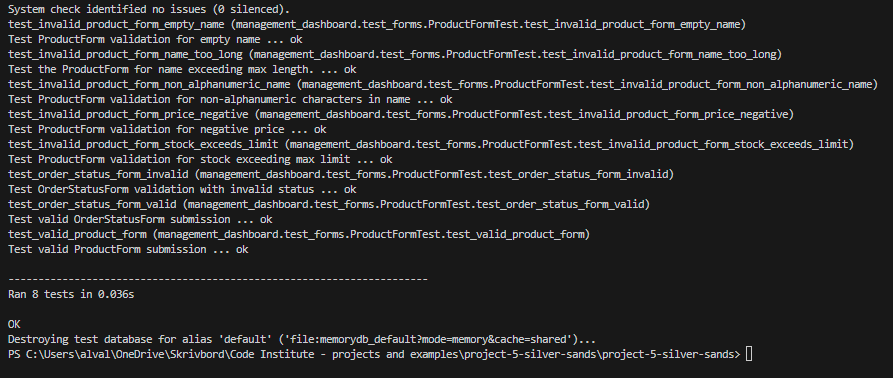 System check identified no issues (0 silenced).
test_invalid_product_form_empty_name (management_dashboard.test_forms.ProductFormTest.test_invalid_product_form_empty_name)
Test ProductForm validation for empty name ... ok
test_invalid_product_form_name_too_long (management_dashboard.test_forms.ProductFormTest.test_invalid_product_form_name_too_long)
Test the ProductForm for name exceeding max length. ... ok
test_invalid_product_form_non_alphanumeric_name (management_dashboard.test_forms.ProductFormTest.test_invalid_product_form_non_alphanumeric_name)
Test ProductForm validation for non-alphanumeric characters in name ... ok
test_invalid_product_form_price_negative (management_dashboard.test_forms.ProductFormTest.test_invalid_product_form_price_negative)
Test ProductForm validation for negative price ... ok
test_invalid_product_form_stock_exceeds_limit (management_dashboard.test_forms.ProductFormTest.test_invalid_product_form_stock_exceeds_limit)
Test ProductForm validation for stock exceeding max limit ... ok
test_order_status_form_invalid (management_dashboard.test_forms.ProductFormTest.test_order_status_form_invalid)
Test OrderStatusForm validation with invalid status ... ok
test_order_status_form_valid (management_dashboard.test_forms.ProductFormTest.test_order_status_form_valid)
Test valid OrderStatusForm submission ... ok
test_valid_product_form (management_dashboard.test_forms.ProductFormTest.test_valid_product_form)
Test valid ProductForm submission ... ok
----------------------------------------------------------------------
Ran 8 tests in 0.036s
OK
Destroying test database for alias 'default' ('file:memorydb_default?mode=memory&cache=shared')...
PS C:\Users\alval\OneDrive\Skrivbord\Code Institute - projects and examples\project-5-silver-sands\project-5-silver-sands>